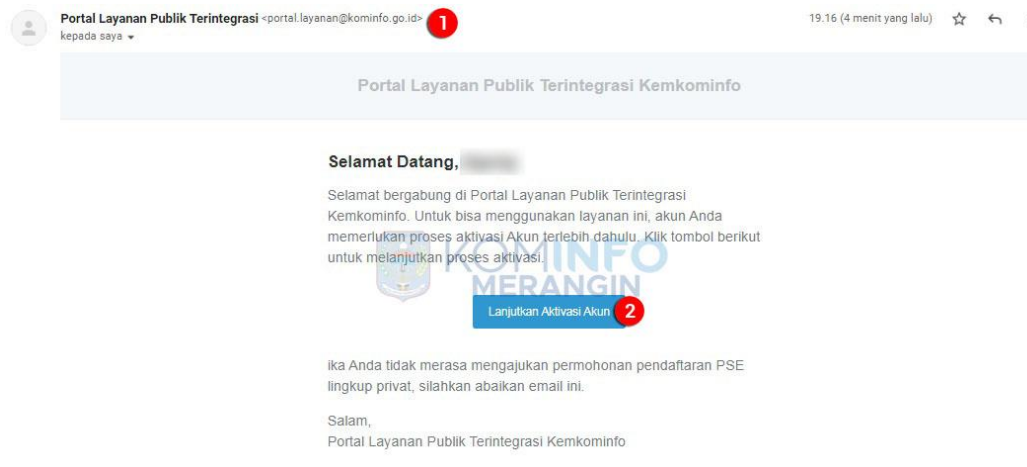 Portal Layanan Publik Terintegrasi <portal.layanan@kominfo.go.id> 1
19.16 (4 menit yang lalu)
kepada saya
Portal Layanan Publik Terintegrasi Kemkominfo
Selamat Datang,
Selamat bergabung di Portal Layanan Publik Terintegrasi
Kemkominfo. Untuk bisa menggunakan layanan ini, akun Anda
memerlukan proses aktivasi Akun terlebih dahulu. Klik tombol berikut
untuk melanjutkan proses aktivasi.
KOMINFO
MERANGIN
Lanjutkan Aktivasi Akun 2
ika Anda tidak merasa mengajukan permohonan pendaftaran PSE
lingkup privat, silahkan abaikan email ini.
Salam,
Portal Layanan Publik Terintegrasi Kemkominfo